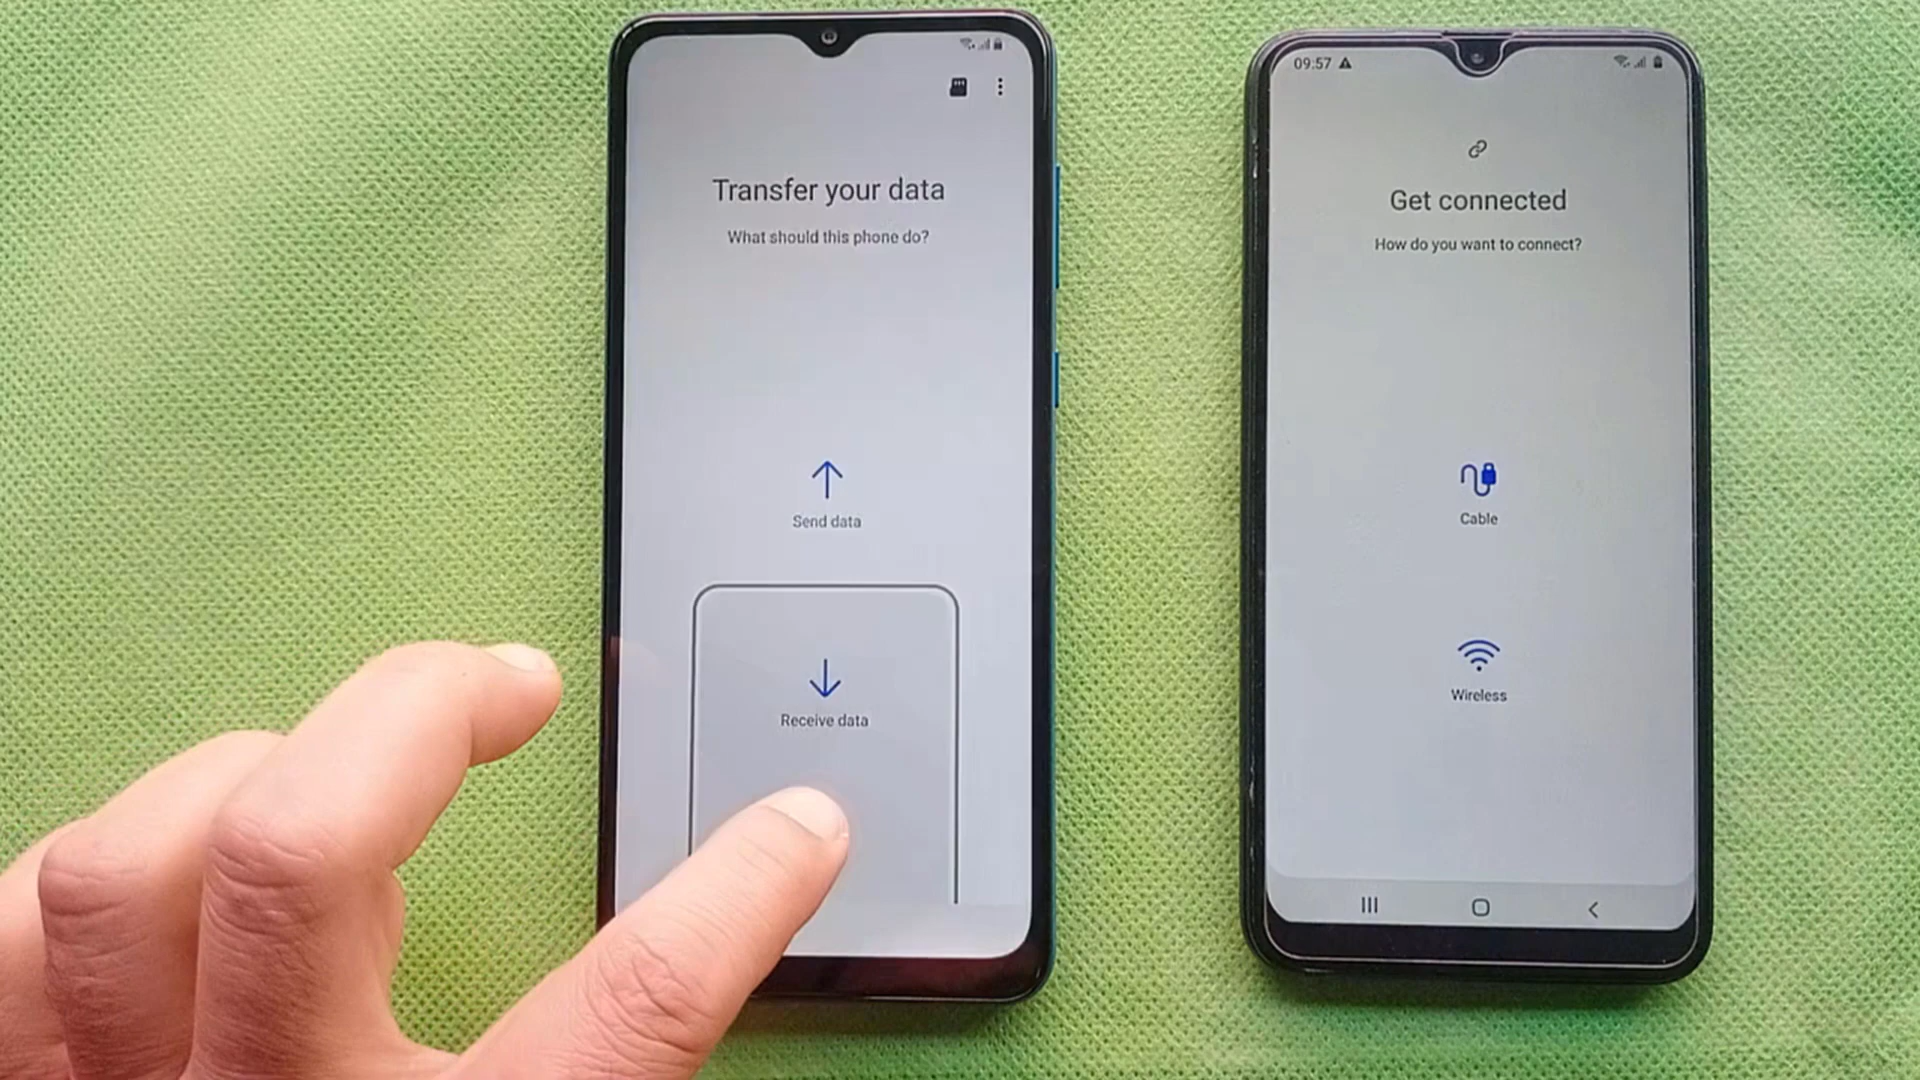 Transfer your data
What should this phone do?
Send data
Receive data
09:57
Get connected
How do you want to connect?
Cable
Wireless